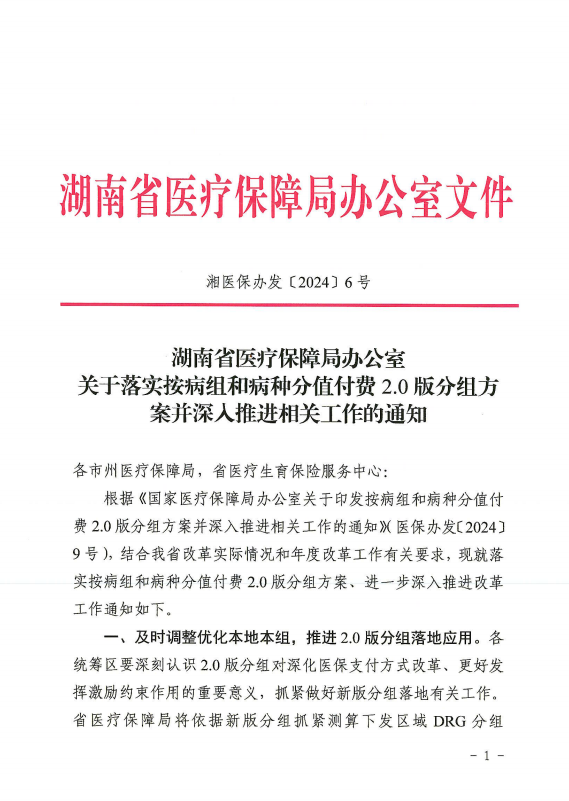 湖南省医疗保障局办公室文件
湘医保办发〔2024〕6号
湖南省医疗保障局办公室
关于落实按病组和病种分值付费 2.0 版分组方
案并深入推进相关工作的通知
各市州医疗保障局，省医疗生育保险服务中心：
根据《国家医疗保障局办公室关于印发按病组和病种分值付
费 2.0 版分组方案并深入推进相关工作的通知》（医保办发〔2024〕
9 号），结合我省改革实际情况和年度改革工作有关要求，现就落
实按病组和病种分值付费 2.0 版分组方案、进一步深入推进改革
工作通知如下。
一、及时调整优化本地本组，推进 2.0 版分组落地应用。各
统筹区要深刻认识 2.0 版分组对深化医保支付方式改革、更好发
挥激励约束作用的重要意义，抓紧做好新版分组落地有关工作。
省医疗保障局将依据新版分组抓紧测算下发区域 DRG 分组
- 1 -